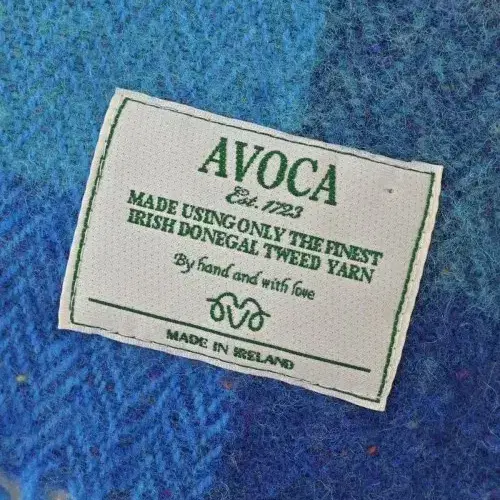 AVOCA
Est. 1723
MADE USING ONLY THE FINEST
IRISH DONEGAL TWEED YARN
By hand and with love
MADE IN IRELAND